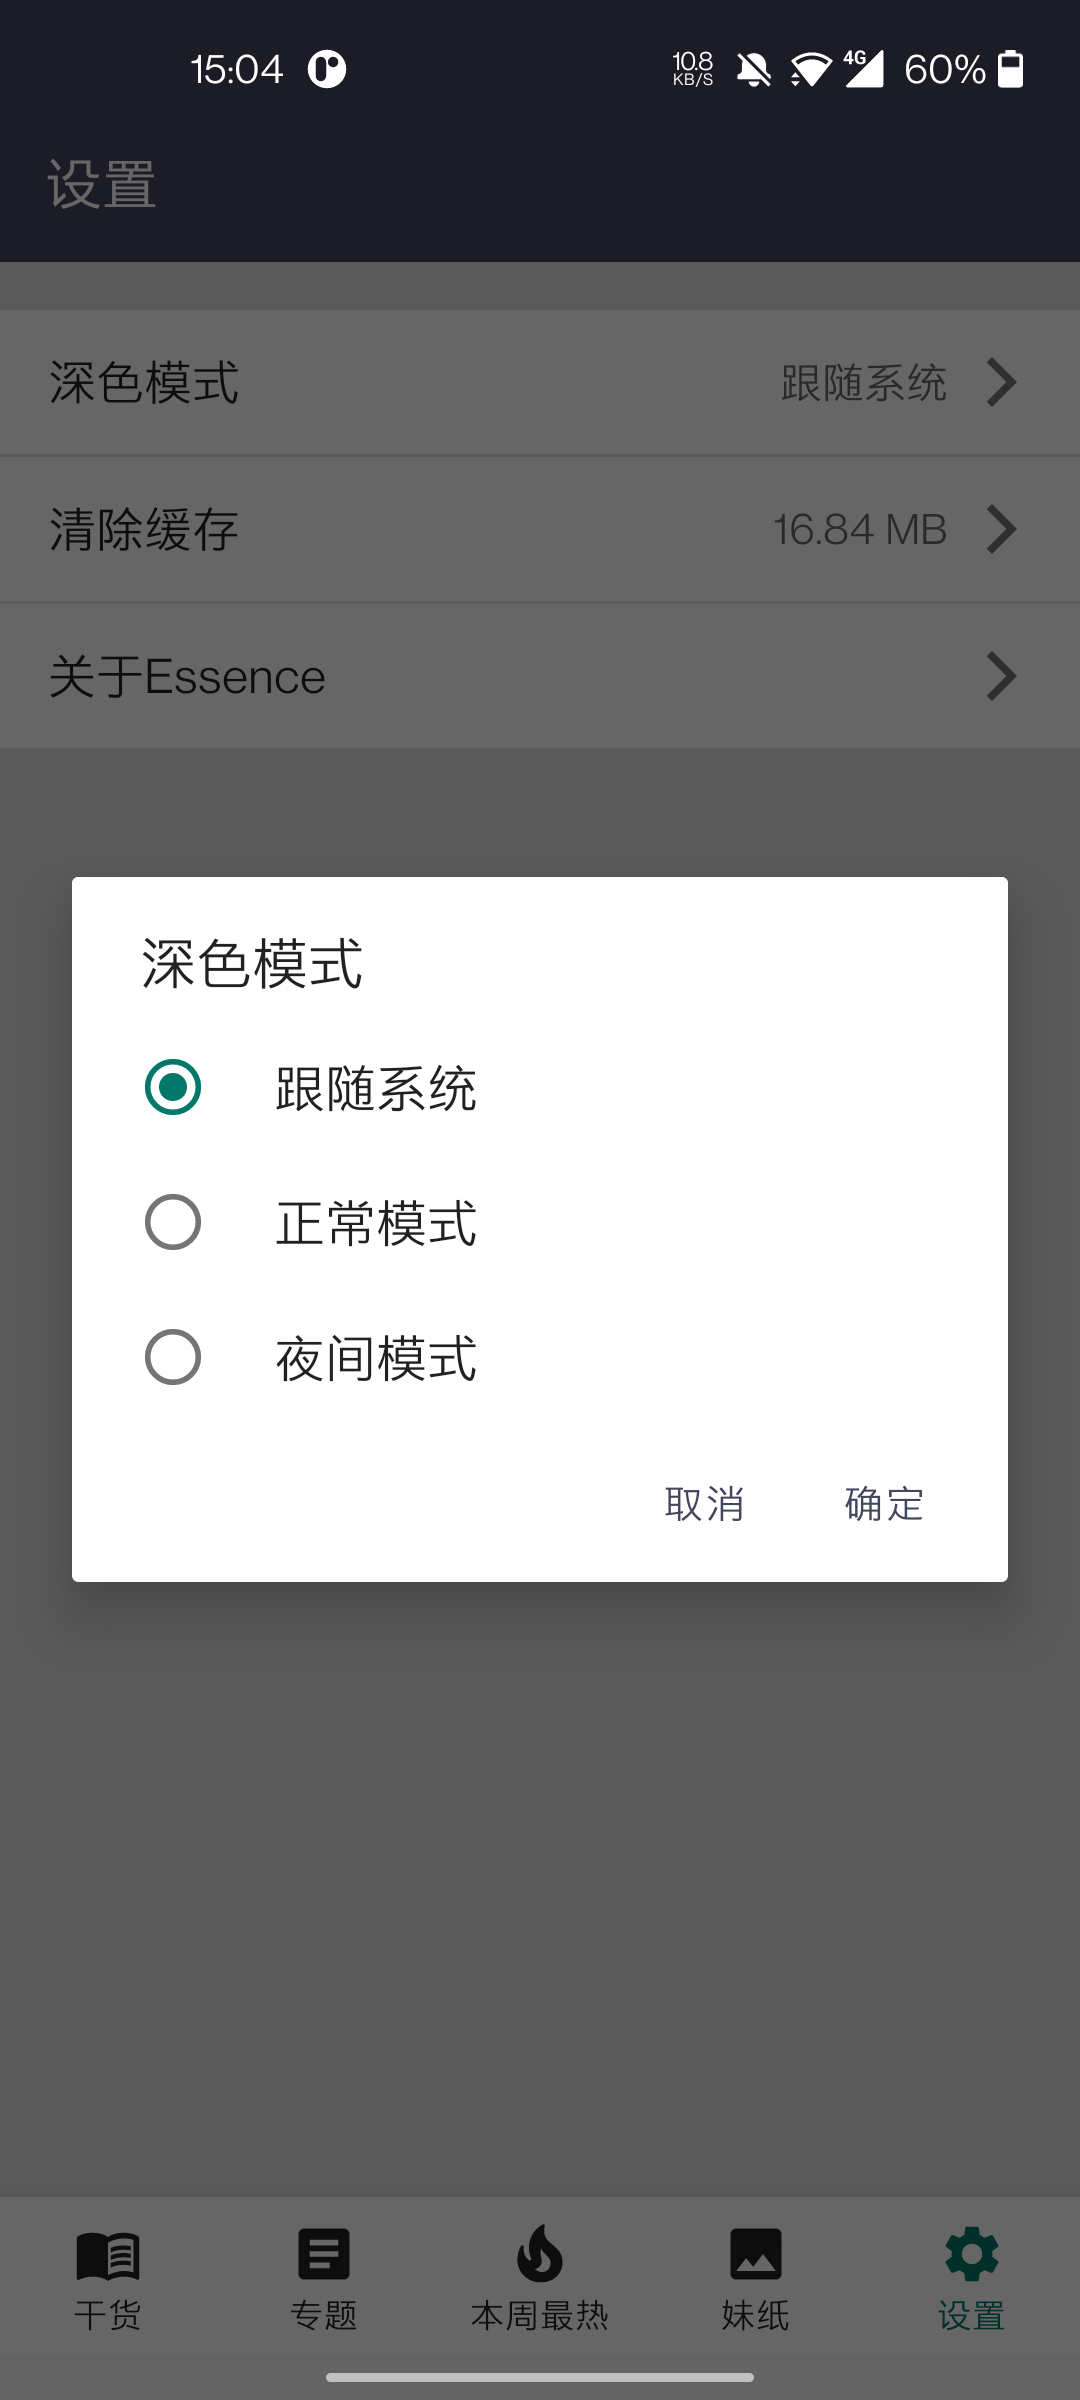 15:04
10.8 KB/S 4G 60%
设置
深色模式 跟随系统
清除缓存 16.84 MB
关于Essence
深色模式
跟随系统
正常模式
夜间模式
取消 确定
干货 专题 本周最热 妹纸 设置